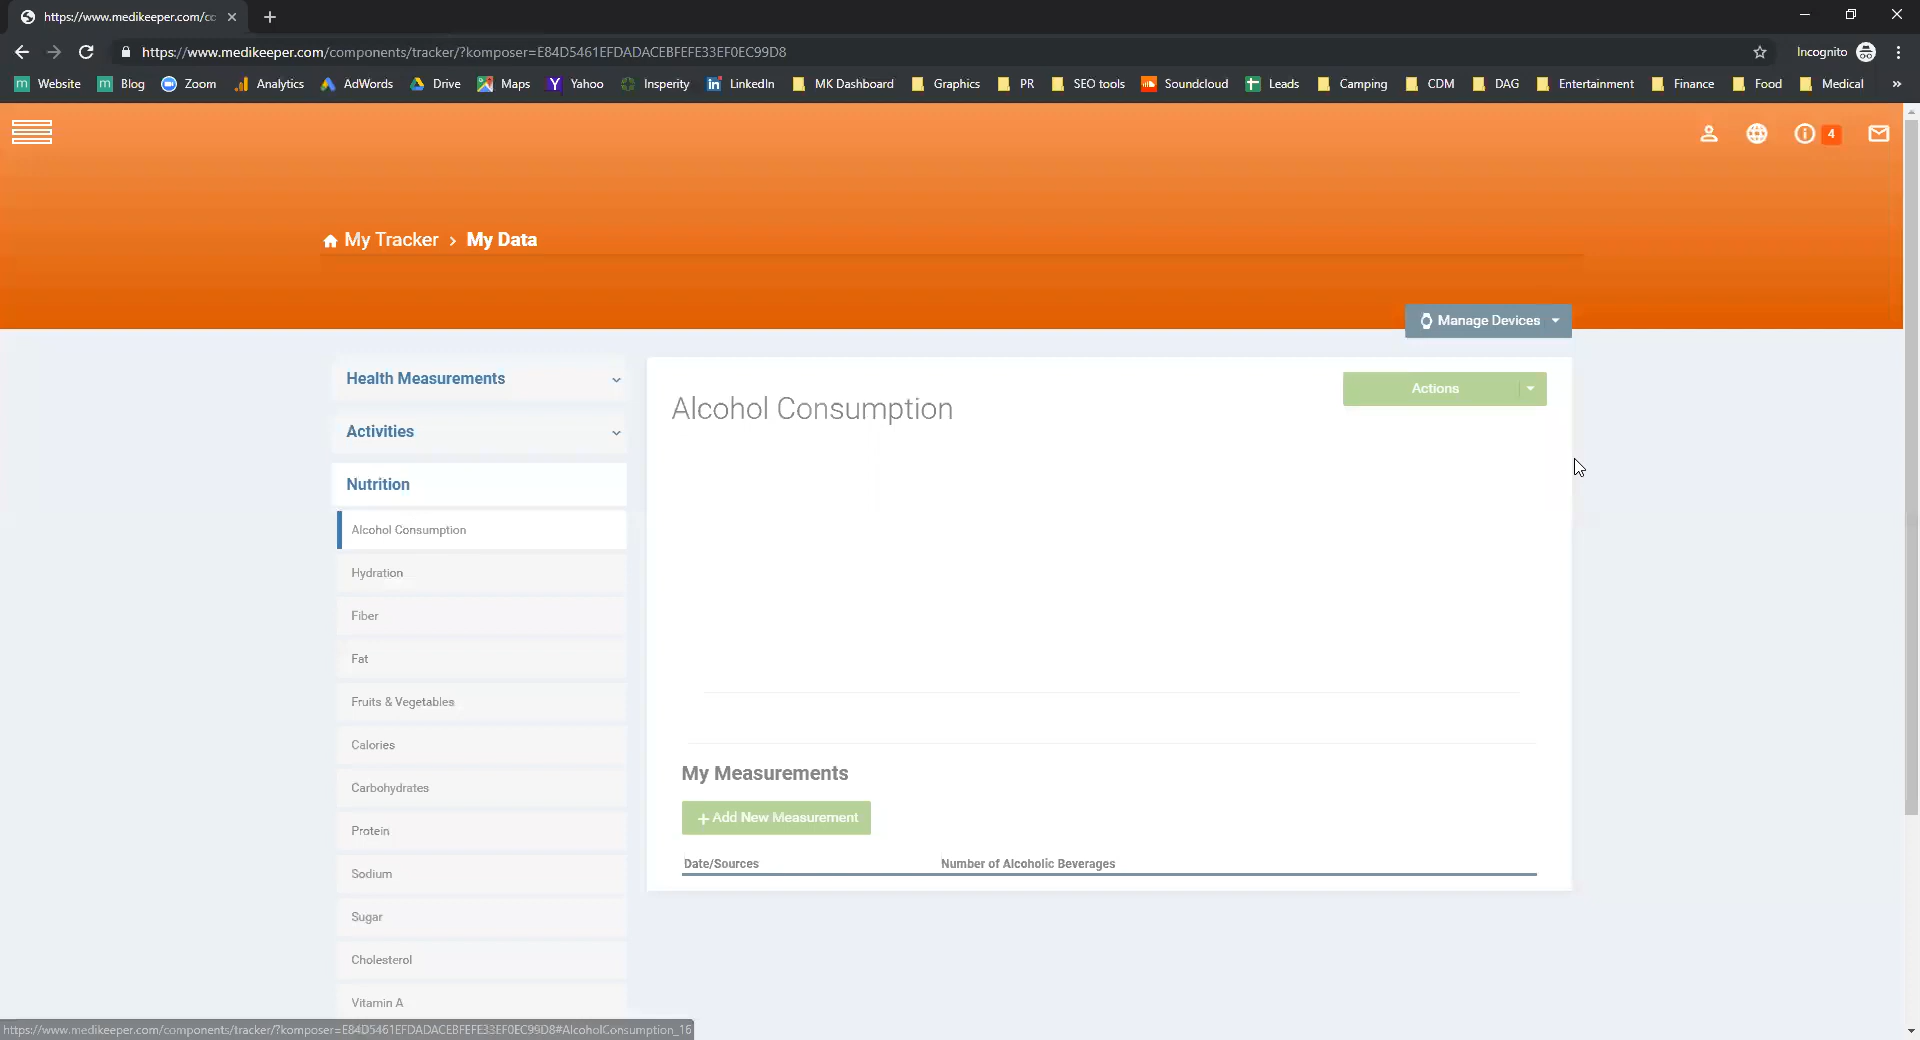 https://www.medikeeper.com/cc
https://www.medikeeper.com/components/tracker/?komposer=E84D5461EFDADACEBFEFE33EF0EC99D8
Incognito
Website Blog Zoom Analytics AdWords Drive Maps Yahoo Insperity LinkedIn MK Dashboard Graphics PR SEO tools Soundcloud Leads Camping CDM DAG Entertainment Finance Food Medical »
4
My Tracker > My Data
Manage Devices
Health Measurements
Activities
Nutrition
Alcohol Consumption
Hydration
Fiber
Fat
Fruits & Vegetables
Calories
Carbohydrates
Protein
Sodium
Sugar
Cholesterol
Vitamin A
Alcohol Consumption
Actions
My Measurements
+ Add New Measurement
Date/Sources Number of Alcoholic Beverages
https://www.medikeeper.com/components/tracker/?komposer=E84D5461EFDADACEBFEFE33EF0EC99D8#AlcoholConsumption_16